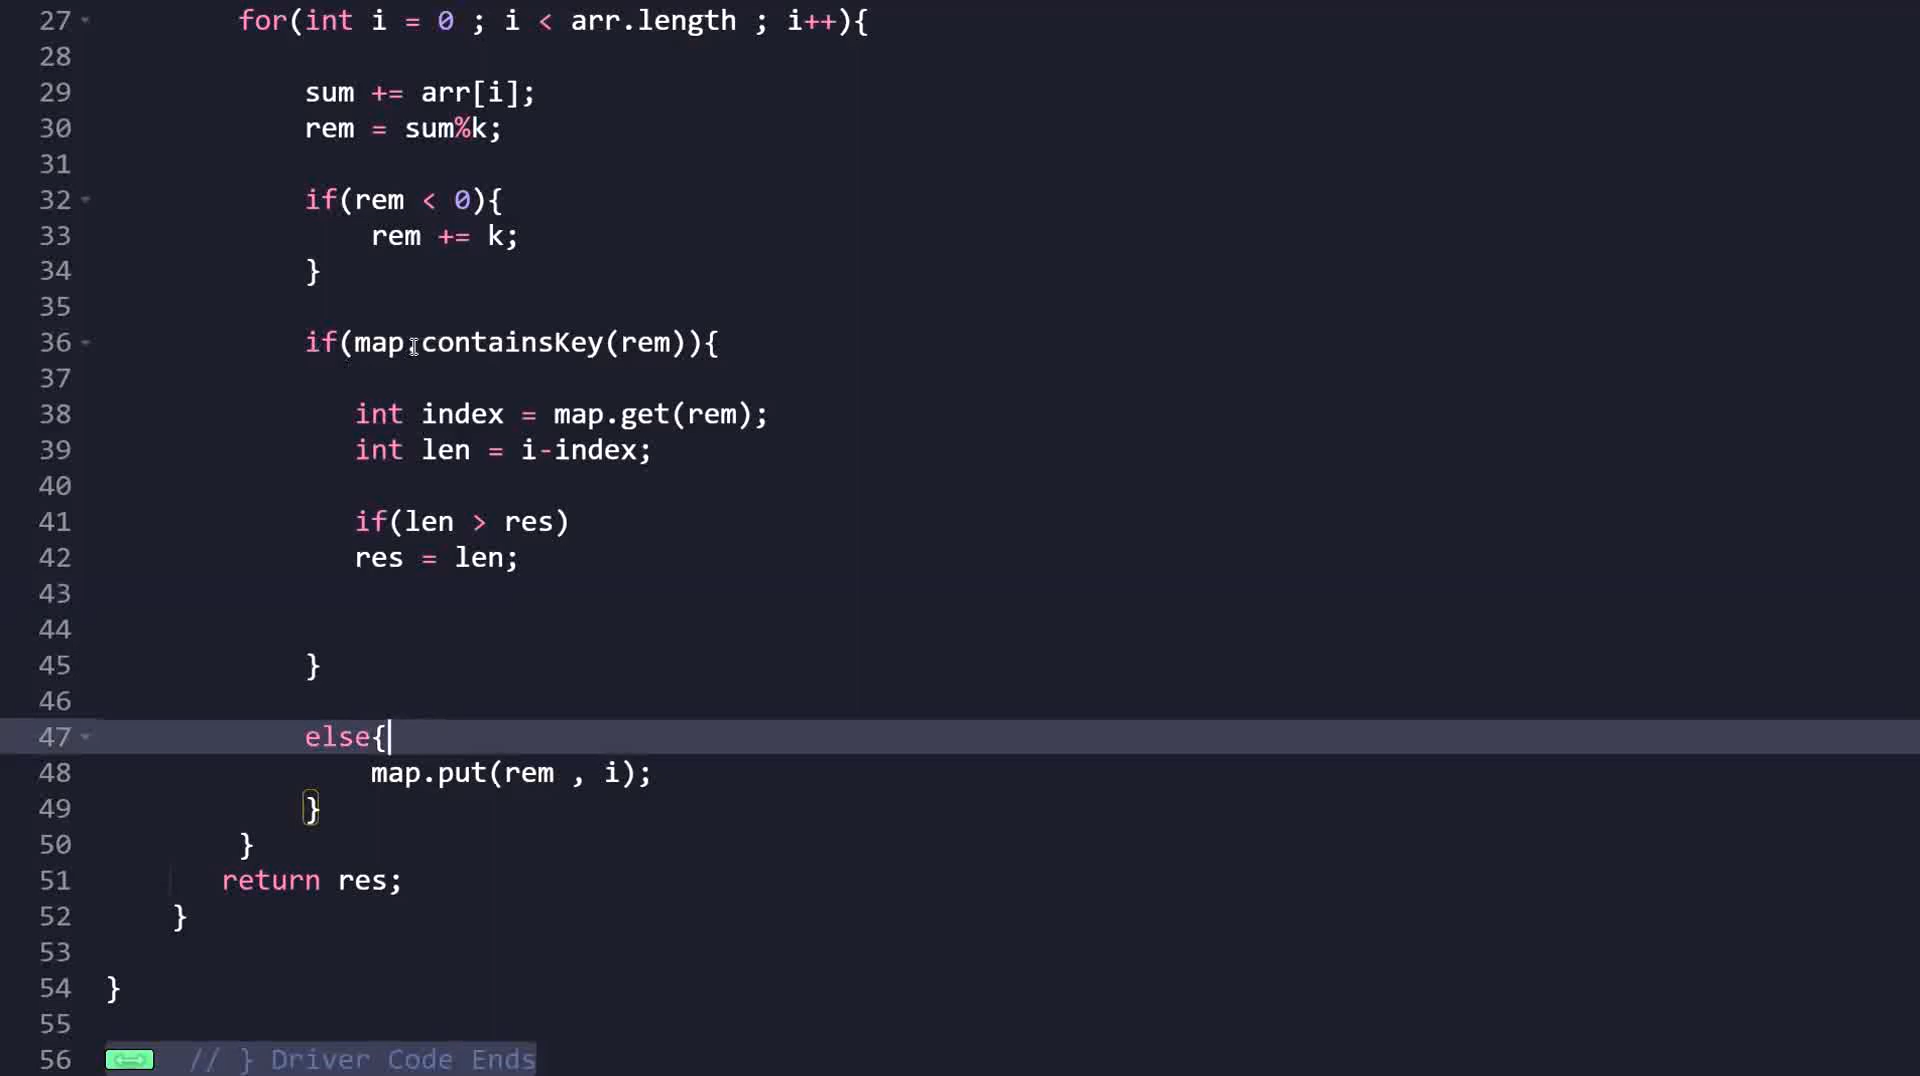 27 for(int i = 0 ; i < arr.length ; i++){
28
29 sum += arr[i];
30 rem = sum%k;
31
32 if(rem < 0){
33 rem += k;
34 }
35
36 if(map.containsKey(rem)){
37
38 int index = map.get(rem);
39 int len = i-index;
40
41 if(len > res)
42 res = len;
43
44
45 }
46
47 else{
48 map.put(rem , i);
49 }
50 }
51 return res;
52 }
53
54 }
55
56 // } Driver Code Ends